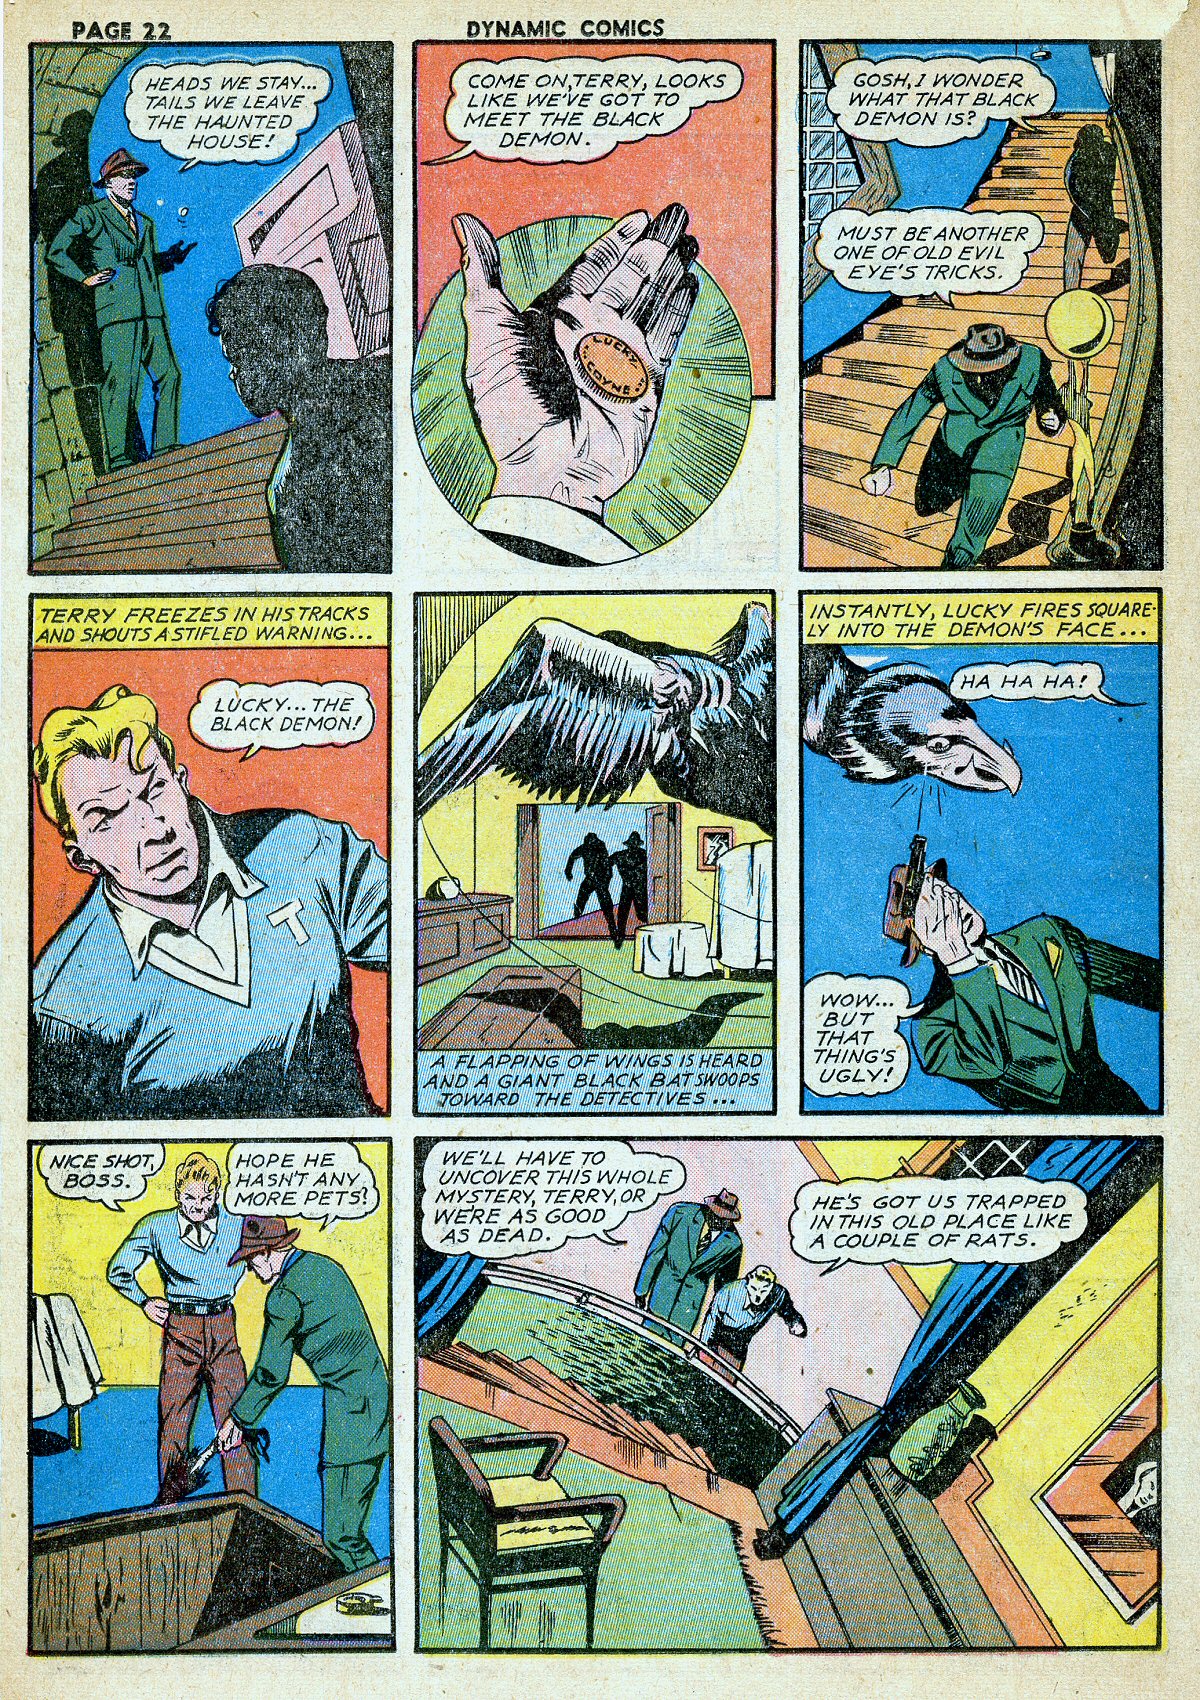 PAGE 22
DYNAMIC COMICS
HEADS WE STAY...
TAILS WE LEAVE
THE HAUNTED
HOUSE!
COME ON, TERRY, LOOKS
LIKE WE'VE GOT TO
MEET THE BLACK
DEMON.
LUCKY
COYNE
GOSH, I WONDER
WHAT THAT BLACK
DEMON IS?
MUST BE ANOTHER
ONE OF OLD EVIL
EYE'S TRICKS.
TERRY FREEZES IN HIS TRACKS
AND SHOUTS A STIFLED WARNING...
LUCKY... THE
BLACK DEMON!
T
A FLAPPING OF WINGS IS HEARD
AND A GIANT BLACK BAT SWOOPS
TOWARD THE DETECTIVES...
INSTANTLY, LUCKY FIRES SQUARE-
LY INTO THE DEMON'S FACE...
HA HA HA!
WOW...
BUT
THAT
THING'S
UGLY!
NICE SHOT,
BOSS.
HOPE HE
HASN'T ANY
MORE PETS!
WE'LL HAVE TO
UNCOVER THIS WHOLE
MYSTERY, TERRY, OR
WE'RE AS GOOD
AS DEAD.
HE'S GOT US TRAPPED
IN THIS OLD PLACE LIKE
A COUPLE OF RATS.